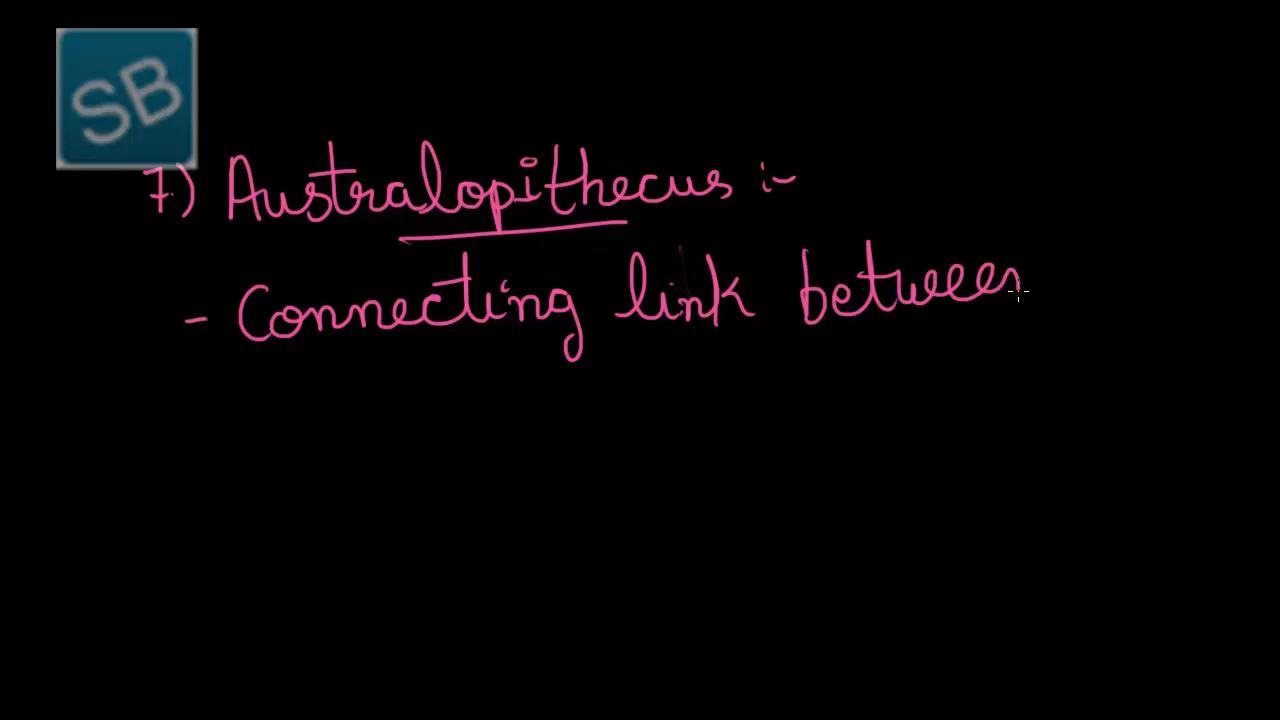 SB
7) Australopithecus :-
- Connecting link between